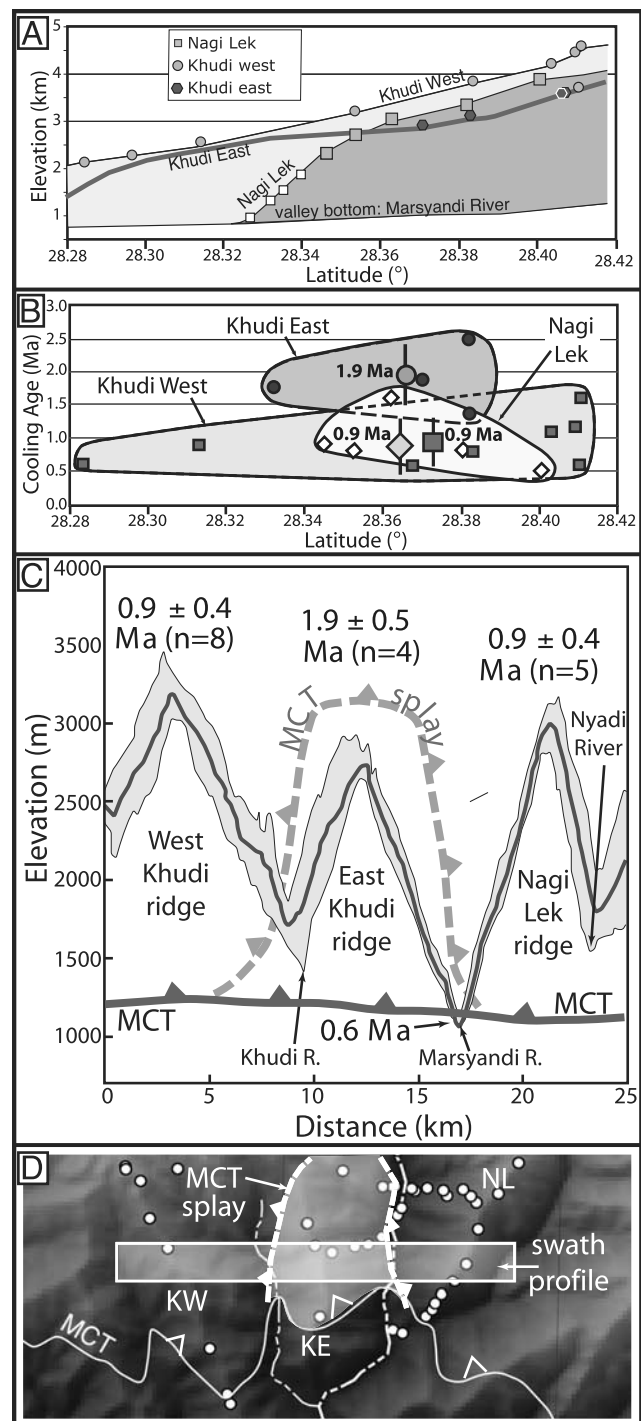 A
5
4
3
2
1
Elevation (km)
Nagi Lek
Khudi west
Khudi east
Khudi West
Khudi East
Nagi Lek
valley bottom: Marsyandi River
28.28 28.30 28.32 28.34 28.36 28.38 28.40 28.42
Latitude (°)
B
3.0
2.5
2.0
1.5
1.0
0.5
0.0
Cooling Age (Ma)
Khudi East
Nagi
Lek
Khudi West
1.9 Ma
0.9 Ma
0.9 Ma
28.28 28.30 28.32 28.34 28.36 28.38 28.40 28.42
Latitude (°)
C
4000
3500
3000
2500
2000
1500
1000
Elevation (m)
0.9 ± 0.4
Ma (n=8)
1.9 ± 0.5
Ma (n=4)
0.9 ± 0.4
Ma (n=5)
MCT splay
Nyadi
River
West
Khudi
ridge
East
Khudi
ridge
Nagi
Lek
ridge
MCT
MCT
0.6 Ma
Khudi R.
Marsyandi R.
0 5 10 15 20 25
Distance (km)
D
MCT
splay
NL
swath
profile
KW
KE
MCT